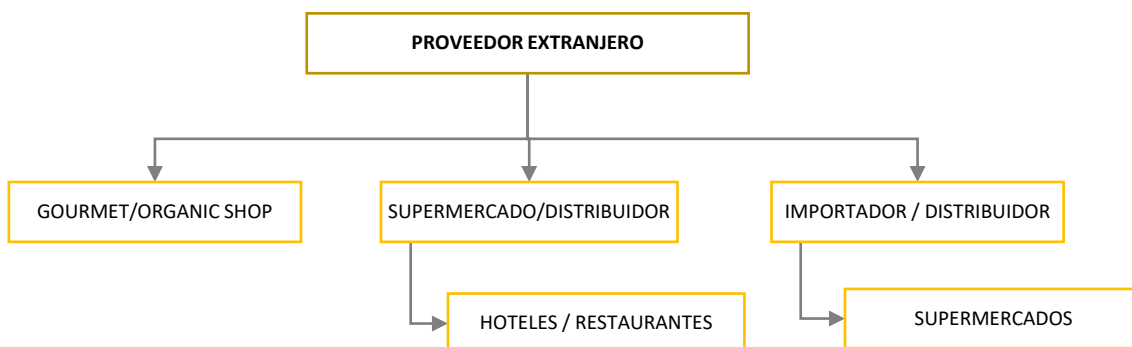 PROVEEDOR EXTRANJERO
GOURMET/ORGANIC SHOP
SUPERMERCADO/DISTRIBUIDOR
IMPORTADOR / DISTRIBUIDOR
HOTELES / RESTAURANTES
SUPERMERCADOS